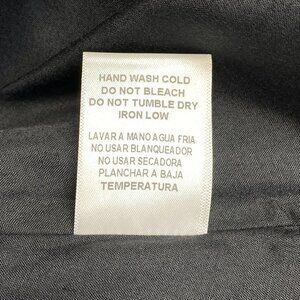 HAND WASH COLD
DO NOT BLEACH
DO NOT TUMBLE DRY
IRON LOW
LAVAR A MANO AGUA FRIA
NO USAR BLANQUEADOR
NO USAR SECADORA
PLANCHAR A BAJA
TEMPERATURA